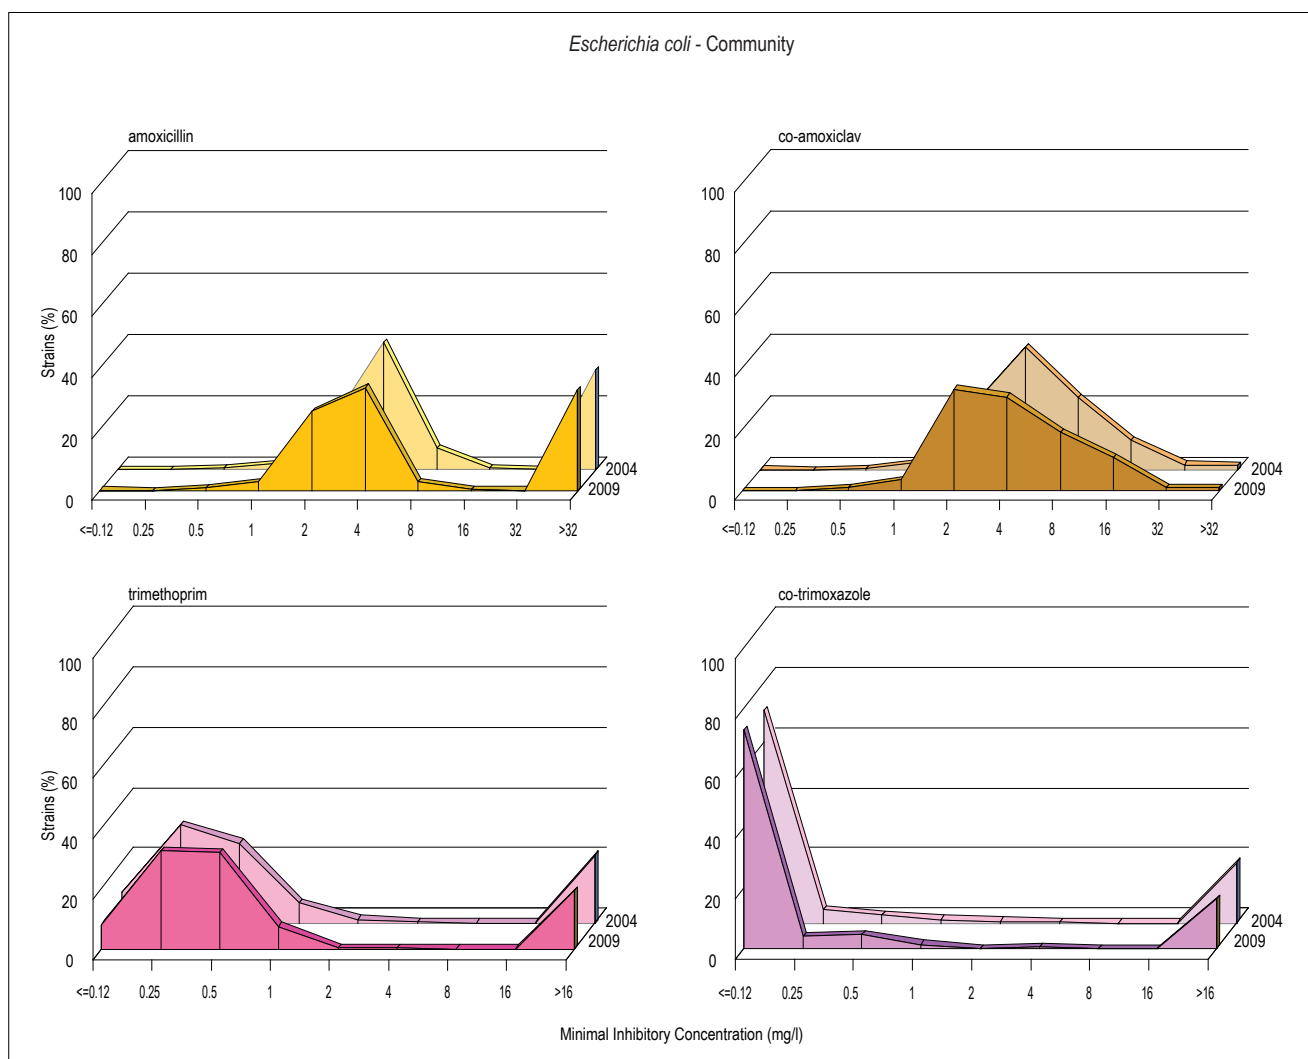 Escherichia coli - Community
amoxicillin
co-amoxiclav
Strains (%)
100
80
60
40
20
0
2004
2009
<=0.12 0.25 0.5 1 2 4 8 16 32 >32
100
80
60
40
20
0
2004
2009
<=0.12 0.25 0.5 1 2 4 8 16 32 >32
trimethoprim
co-trimoxazole
Strains (%)
100
80
60
40
20
0
2004
2009
<=0.12 0.25 0.5 1 2 4 8 16 >16
100
80
60
40
20
0
2004
2009
<=0.12 0.25 0.5 1 2 4 8 16 >16
Minimal Inhibitory Concentration (mg/l)